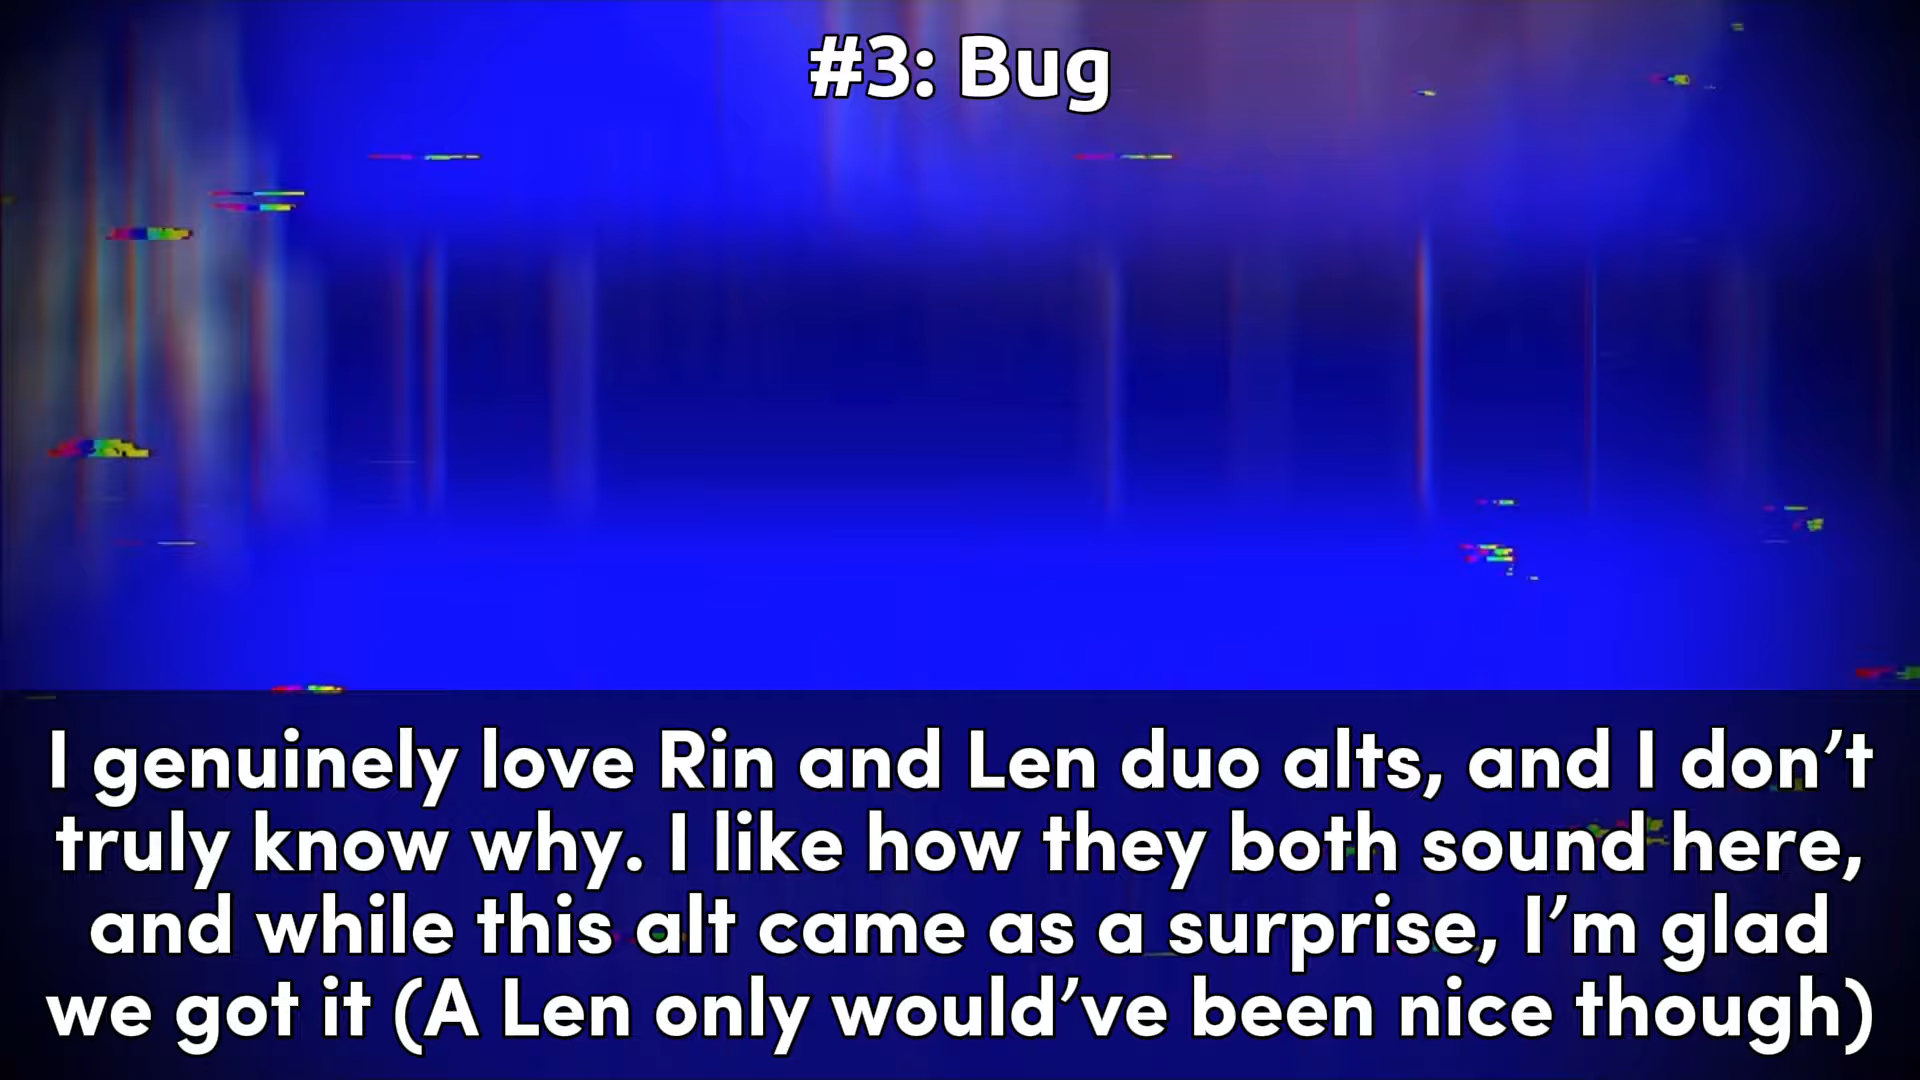 #3: Bug
I genuinely love Rin and Len duo alts, and I don’t
truly know why. I like how they both sound here,
and while this alt came as a surprise, I’m glad
we got it (A Len only would’ve been nice though)